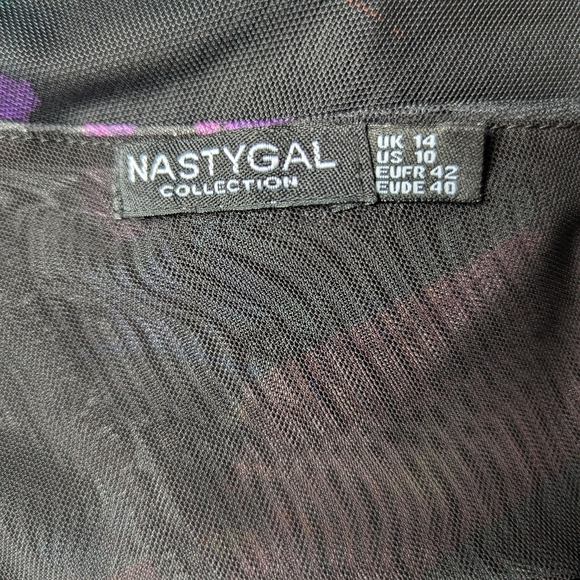 NASTYGAL
COLLECTION
UK 14
US 10
EUFR 42
EUDE 40